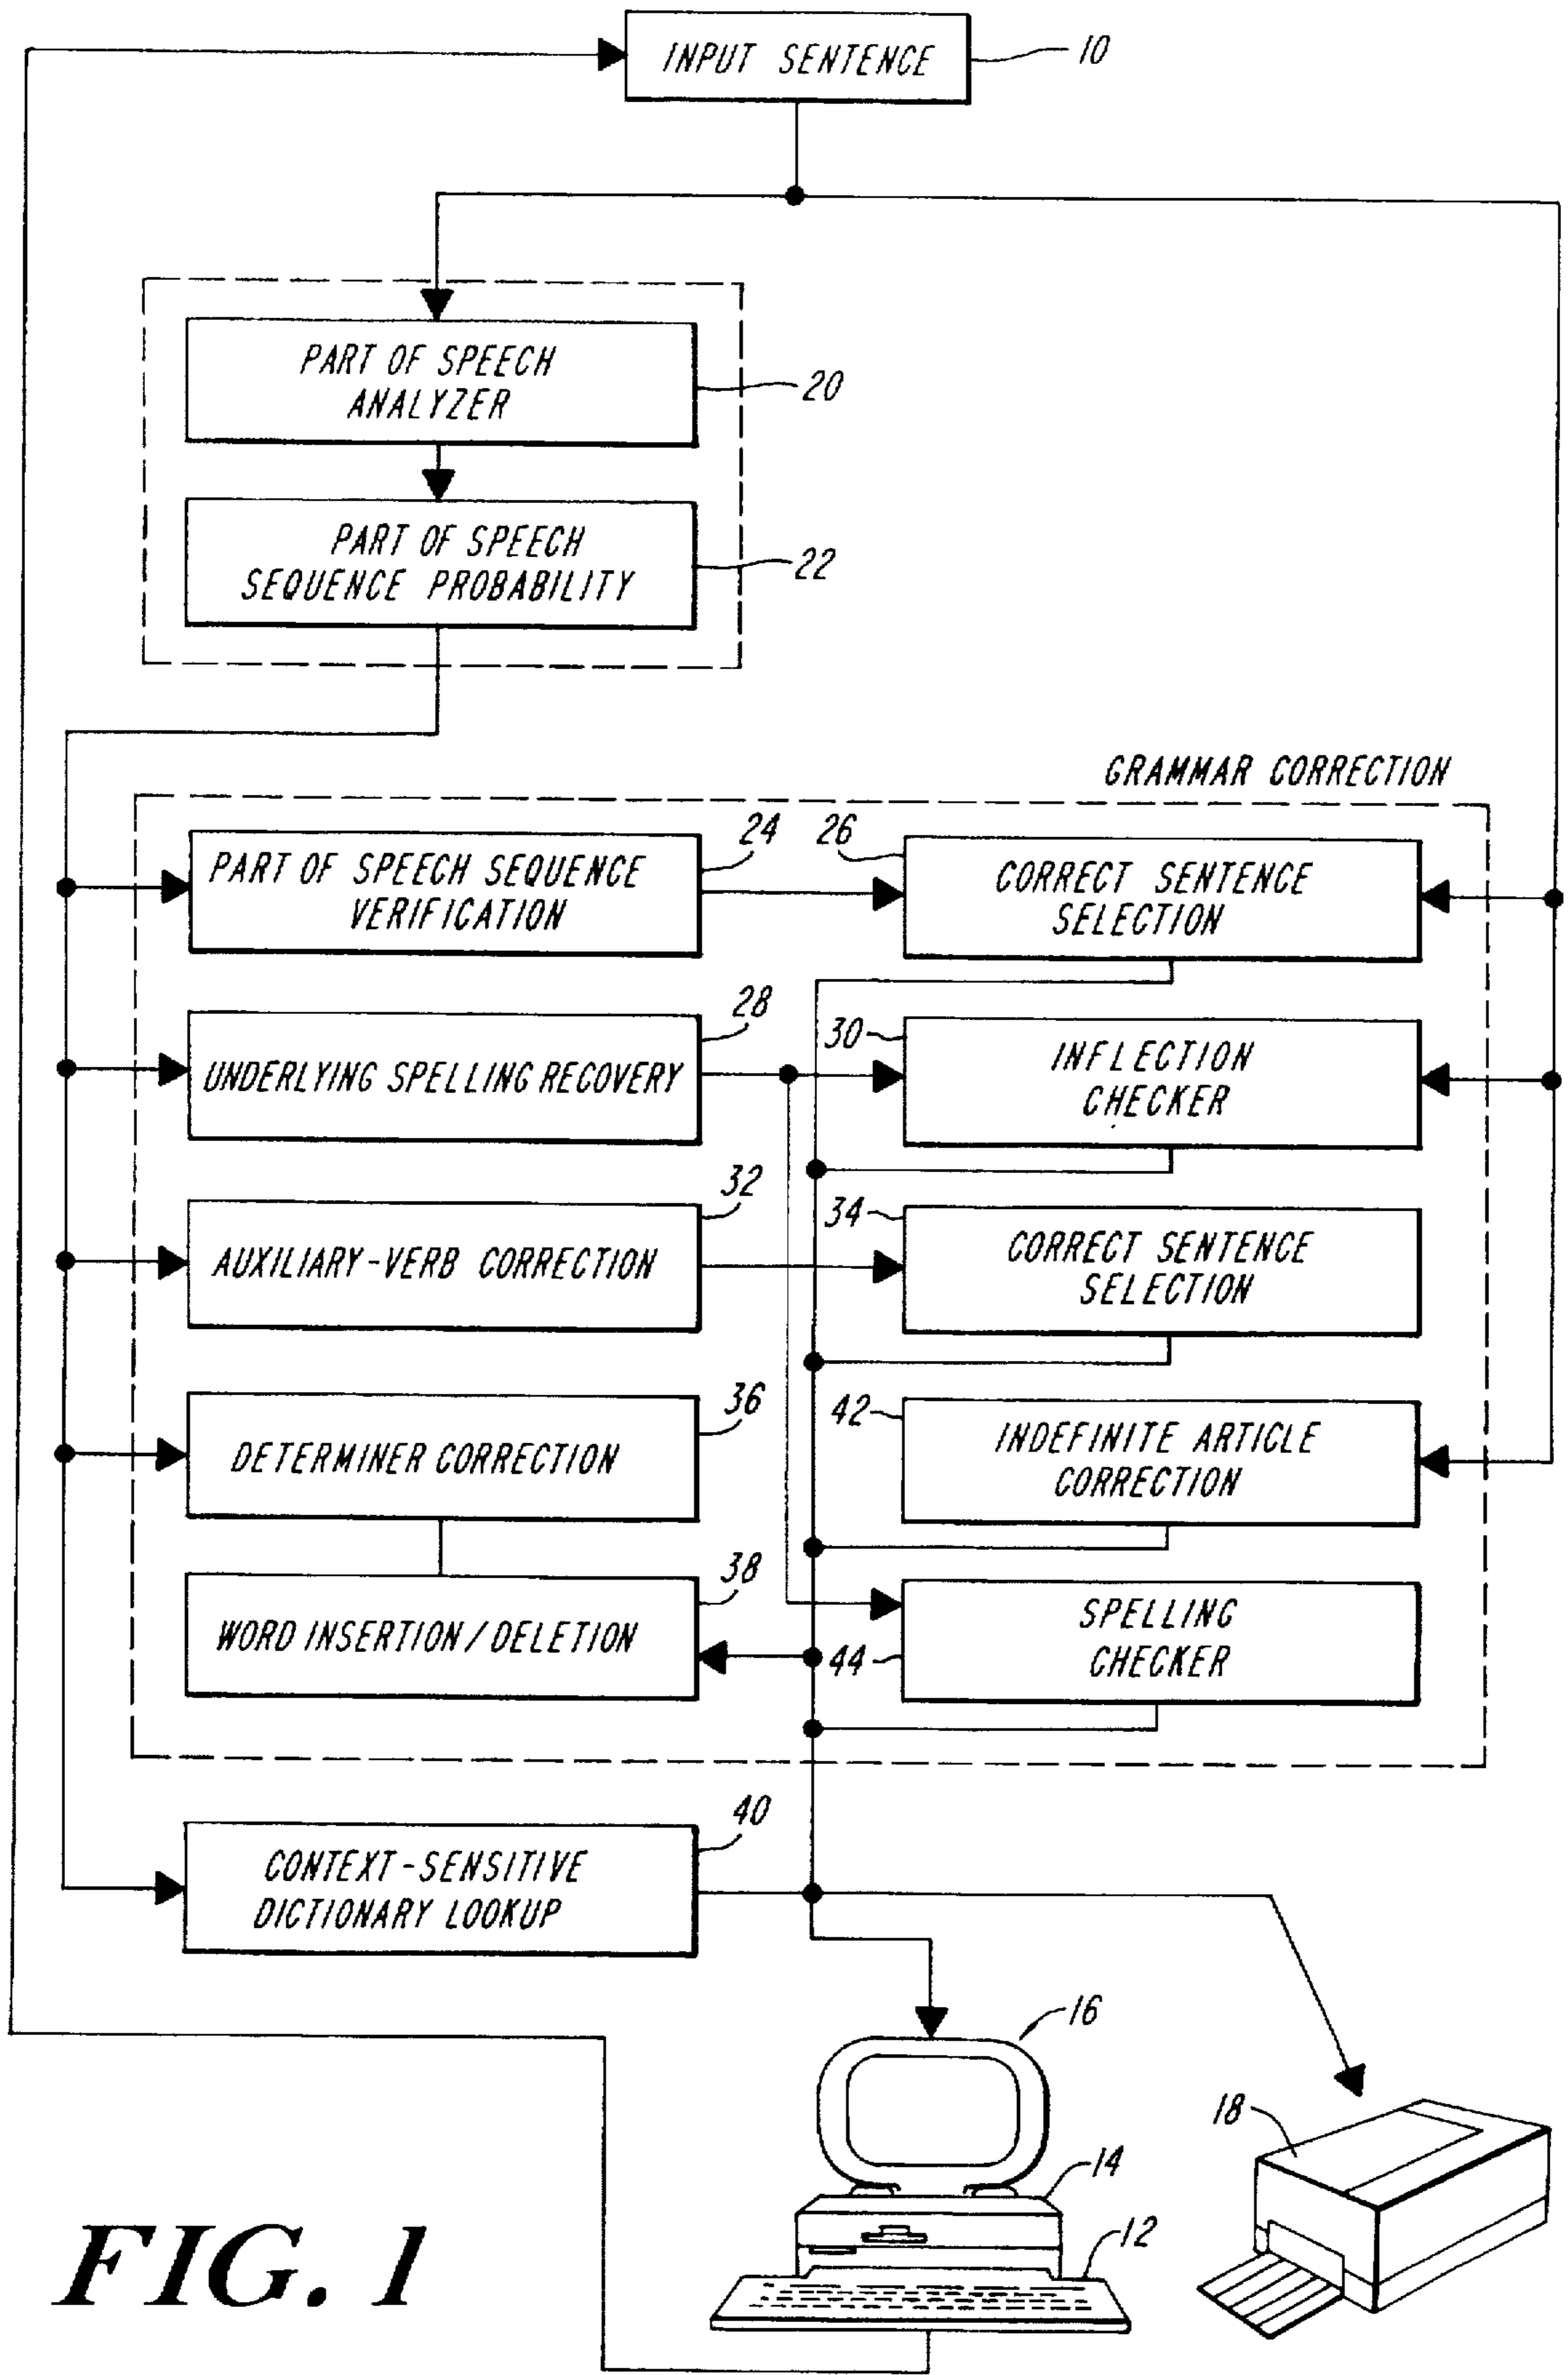 INPUT SENTENCE
10
PART OF SPEECH
ANALYZER
20
PART OF SPEECH
SEQUENCE PROBABILITY
22
GRAMMAR CORRECTION
24
PART OF SPEECH SEQUENCE
VERIFICATION
26
CORRECT SENTENCE
SELECTION
28
UNDERLYING SPELLING RECOVERY
30
INFLECTION
CHECKER
32
AUXILIARY-VERB CORRECTION
34
CORRECT SENTENCE
SELECTION
36
DETERMINER CORRECTION
42
INDEFINITE ARTICLE
CORRECTION
38
WORD INSERTION/DELETION
44
SPELLING
CHECKER
40
CONTEXT-SENSITIVE
DICTIONARY LOOKUP
16
18
14
12
FIG. 1